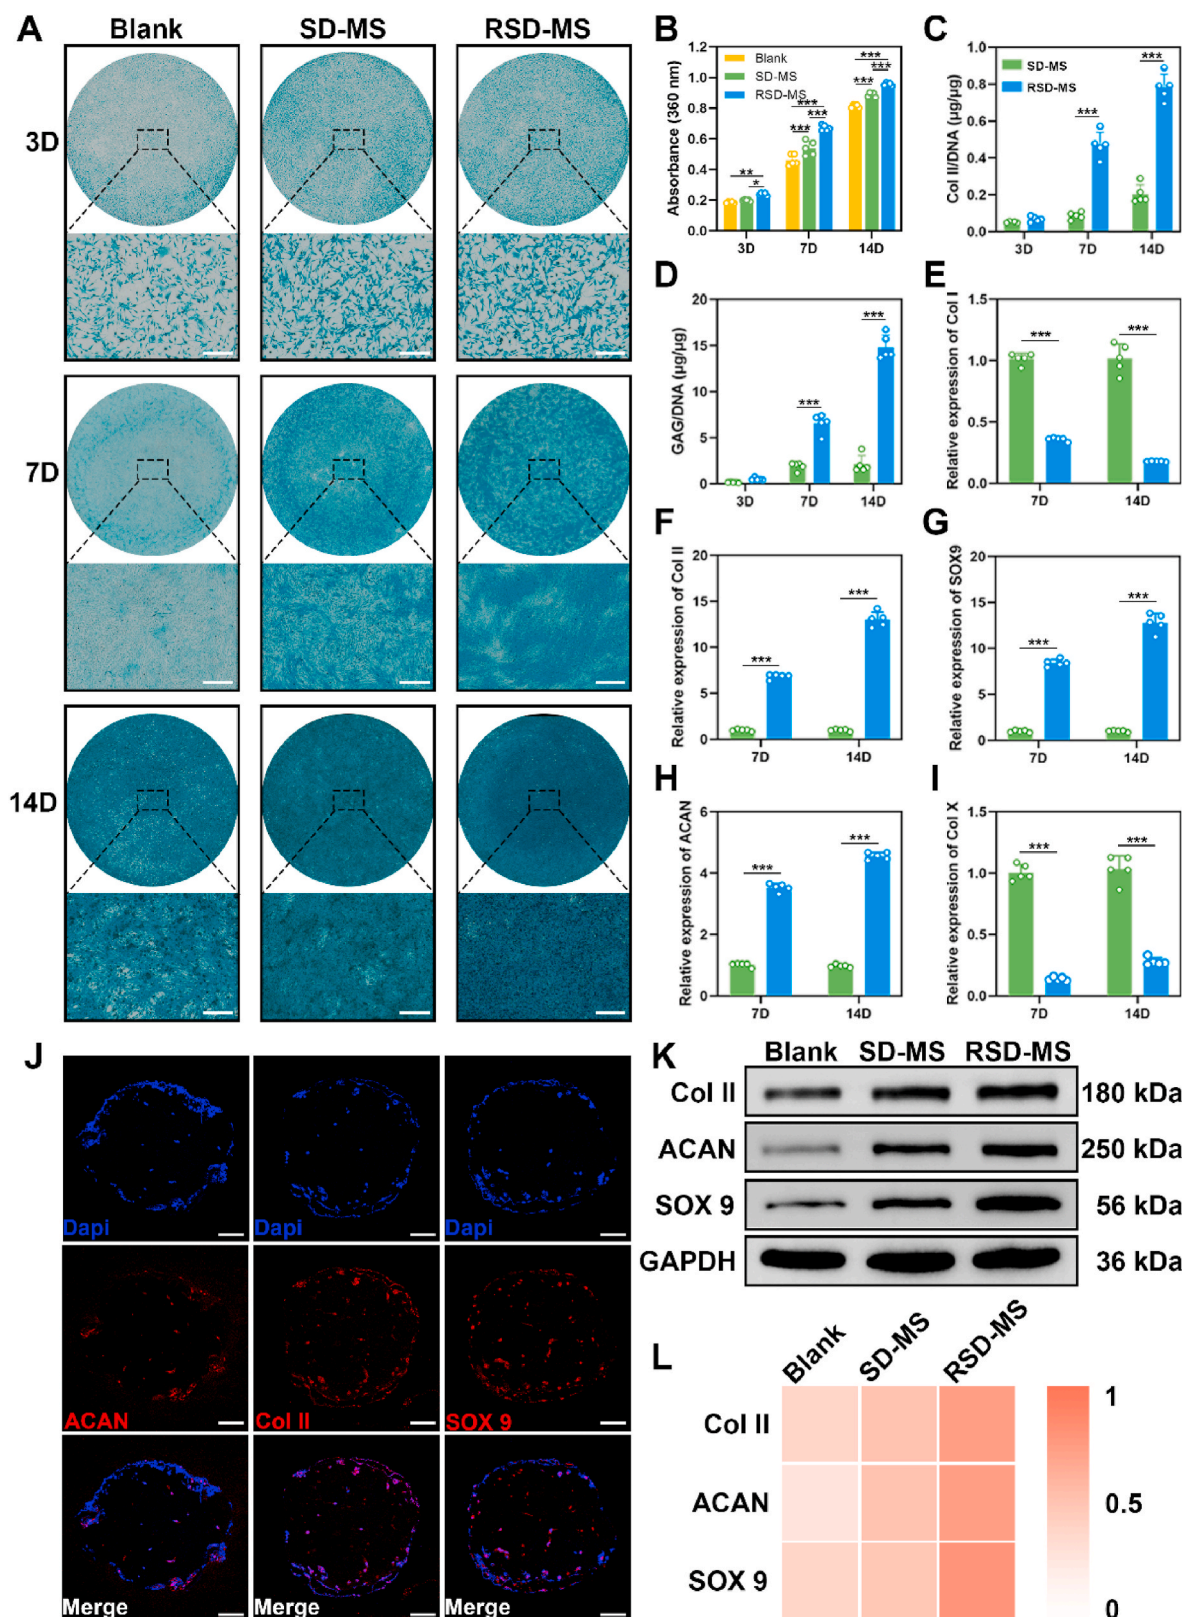 A
Blank SD-MS RSD-MS
3D
7D
14D
B
Absorbance (360 nm)
1.2
1.0
0.8
0.6
0.4
0.2
0.0
Blank
SD-MS
RSD-MS
** *
*** *** ***
*** *** ***
3D 7D 14D
C
Col II/DNA (µg/µg)
1.0
0.8
0.6
0.4
0.2
0.0
SD-MS
RSD-MS
*** ***
3D 7D 14D
D
GAG/DNA (µg/µg)
20
15
10
5
0
*** ***
3D 7D 14D
E
Relative expression of Col I
1.5
1.0
0.5
0.0
*** ***
7D 14D
F
Relative expression of Col II
20
15
10
5
0
*** ***
7D 14D
G
Relative expression of SOX9
20
15
10
5
0
*** ***
7D 14D
H
Relative expression of ACAN
6
4
2
0
*** ***
7D 14D
I
Relative expression of Col X
1.5
1.0
0.5
0.0
*** ***
7D 14D
J
Dapi Dapi Dapi
ACAN Col II SOX 9
Merge Merge Merge
K
Blank SD-MS RSD-MS
Col II 180 kDa
ACAN 250 kDa
SOX 9 56 kDa
GAPDH 36 kDa
L
Blank SD-MS RSD-MS
Col II
ACAN
SOX 9
1
0.5
0